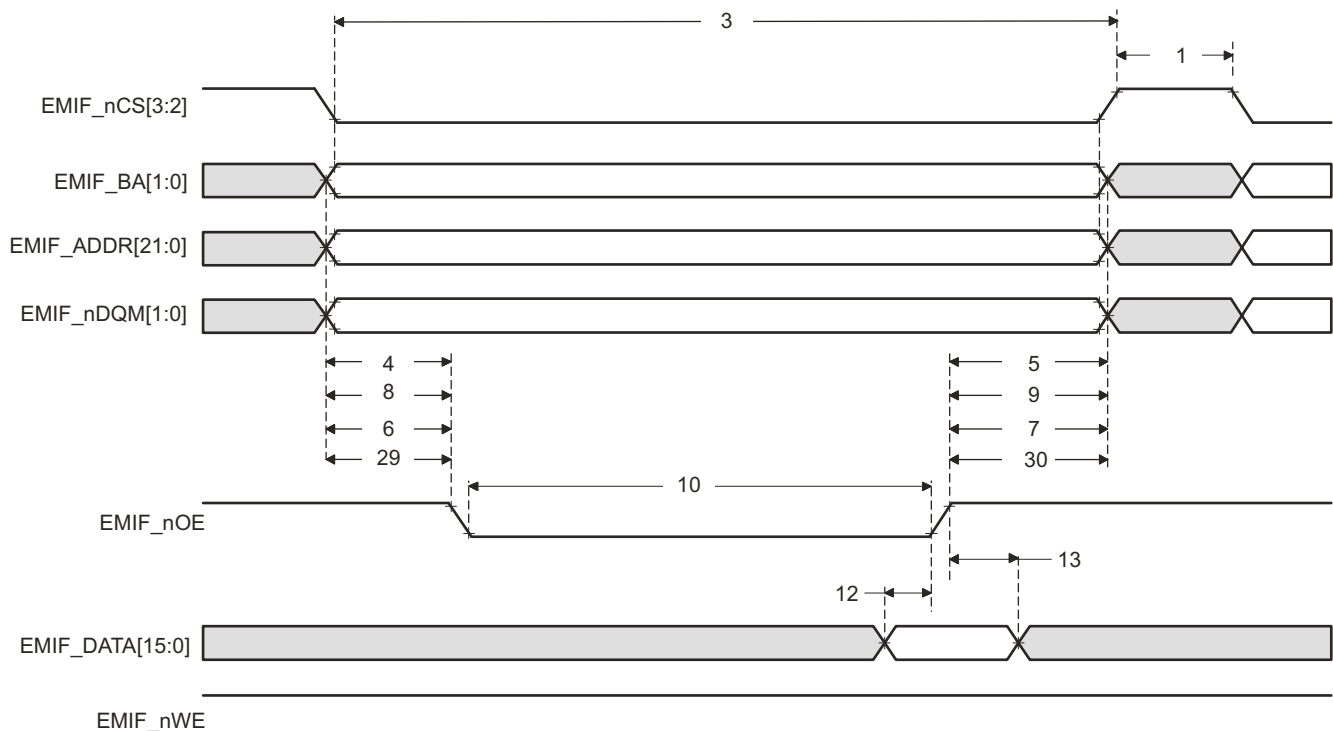 3
1
EMIF_nCS[3:2]
EMIF_BA[1:0]
EMIF_ADDR[21:0]
EMIF_nDQM[1:0]
4 5
8 9
6 7
29 30
10
EMIF_nOE
13
12
EMIF_DATA[15:0]
EMIF_nWE